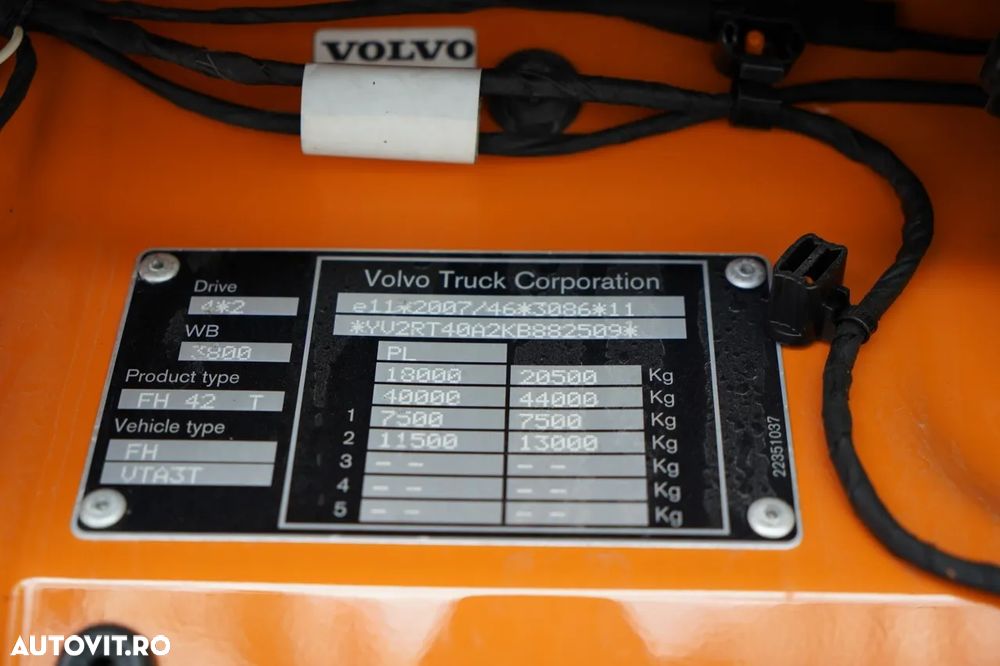 VOLVO
Drive
4*2
WB
3800
Product type
FH 42 T
Vehicle type
FH
VTA3T
Volvo Truck Corporation
e11*2007/46*3086*11
*YV2RT40A2KB882509*
PL
18000 20500 Kg
40000 44000 Kg
1 7500 7500 Kg
2 11500 13000 Kg
3 -- -- Kg
4 -- -- Kg
5 -- -- Kg
22351037
AUTOVIT.RO